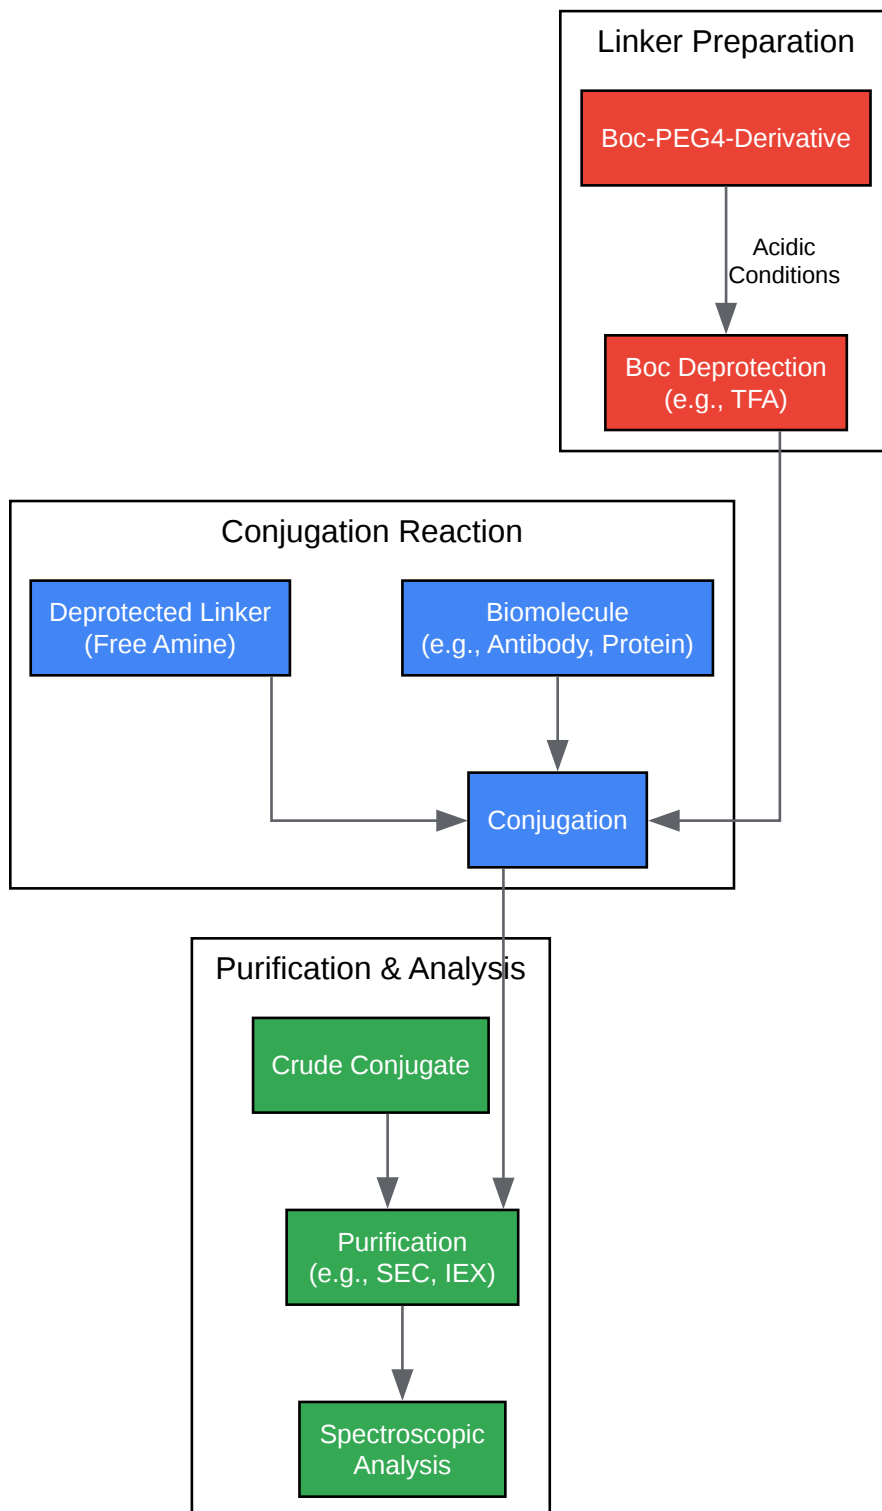 Linker Preparation
Boc-PEG4-Derivative
Acidic
Conditions
Boc Deprotection
(e.g., TFA)
Conjugation Reaction
Deprotected Linker
(Free Amine)
Biomolecule
(e.g., Antibody, Protein)
Conjugation
Purification & Analysis
Crude Conjugate
Purification
(e.g., SEC, IEX)
Spectroscopic
Analysis